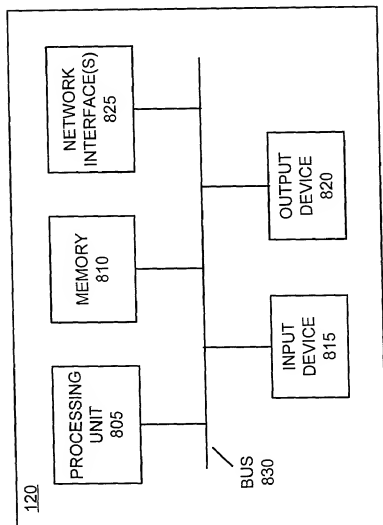 120
PROCESSING
UNIT
805
MEMORY
810
NETWORK
INTERFACE(S)
825
BUS
830
INPUT
DEVICE
815
OUTPUT
DEVICE
820